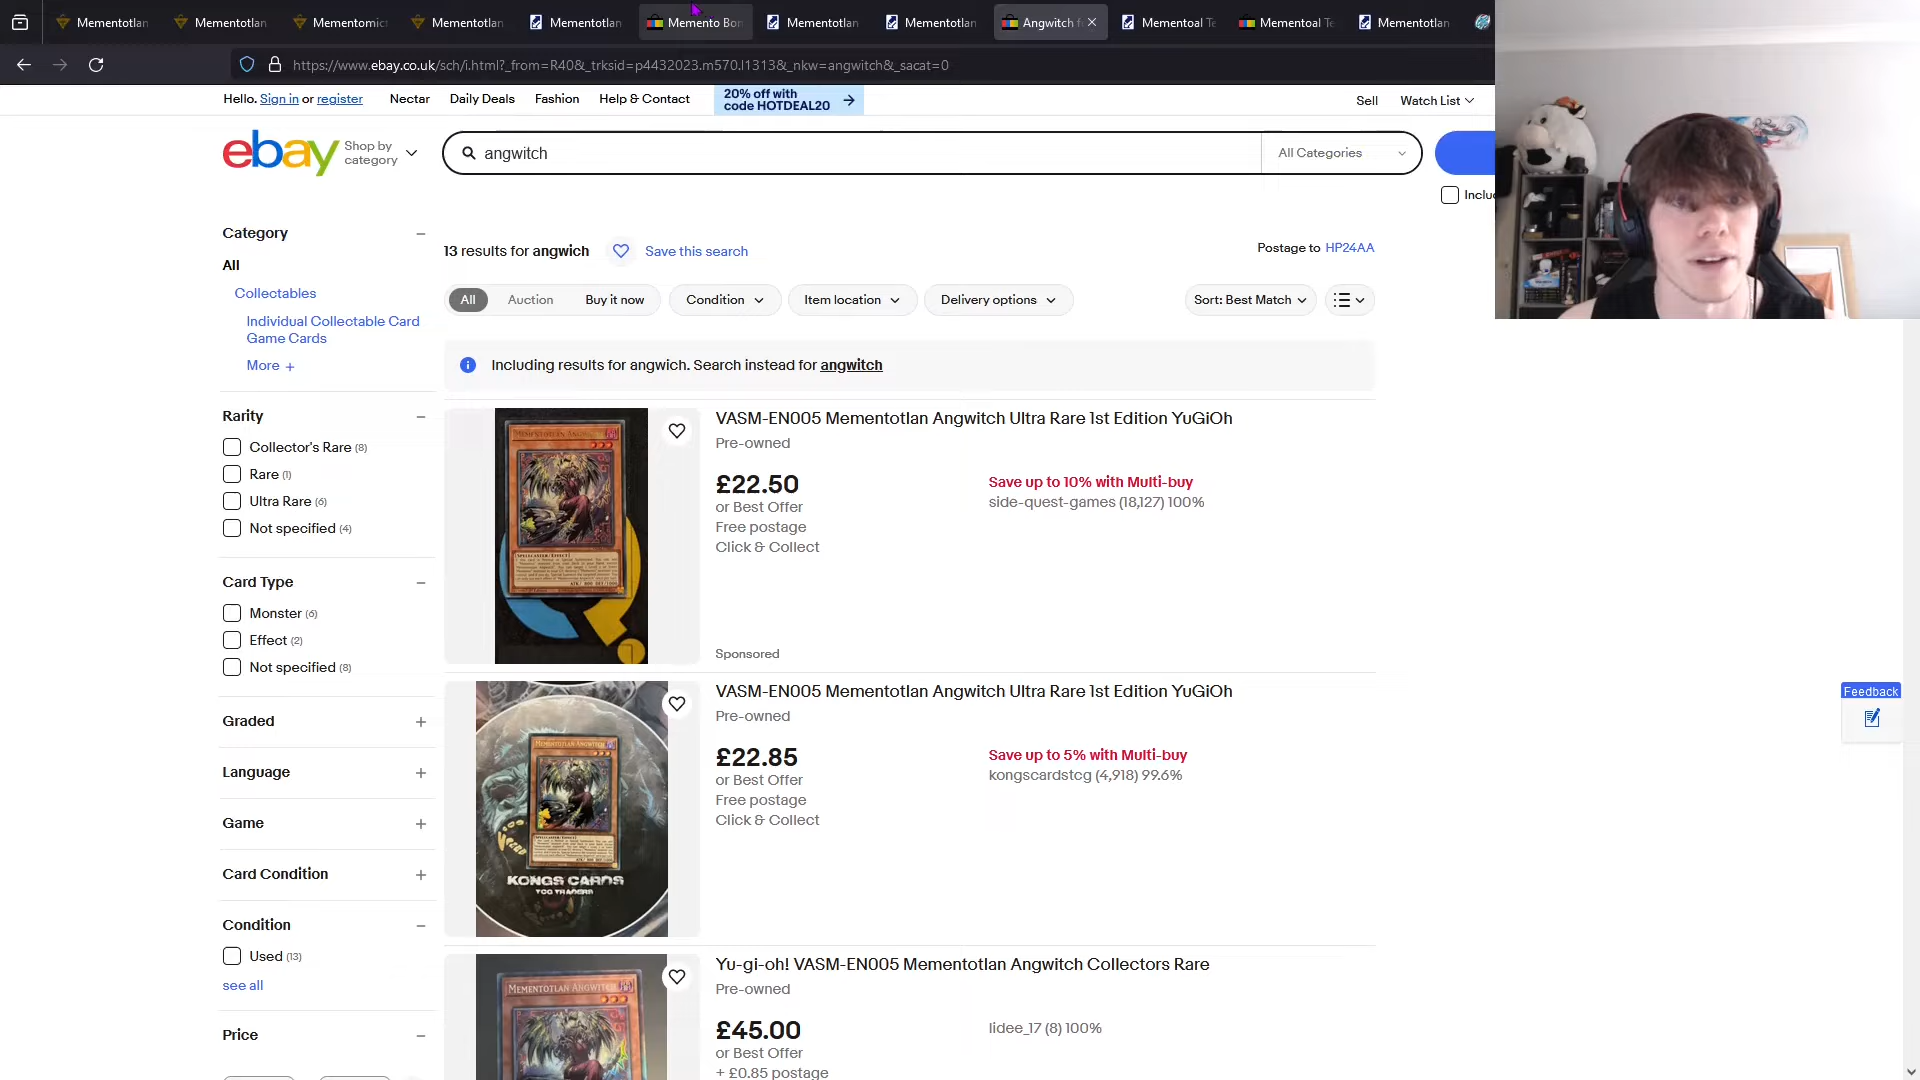 Mementotlan
Mementotlan
Mementomic
Mementotlan
Mementotlan
Memento Bon
Mementotlan
Mementotlan
Angwitch f
Mementoal Te
Mementoal Te
Mementotlan
https://www.ebay.co.uk/sch/i.html?_from=R40&_trksid=p4432023.m570.l1313&_nkw=angwitch&_sacat=0
Hello. Sign in or register
Nectar
Daily Deals
Fashion
Help & Contact
20% off with
code HOTDEAL20
Sell
Watch List
ebay
Shop by
category
angwitch
All Categories
Inclu
Category
All
Collectables
Individual Collectable Card
Game Cards
More
13 results for angwich
Save this search
Postage to HP24AA
All
Auction
Buy it now
Condition
Item location
Delivery options
Sort: Best Match
Including results for angwich. Search instead for angwitch
Rarity
Collector's Rare (8)
Rare (1)
Ultra Rare (6)
Not specified (4)
Card Type
Monster (6)
Effect (2)
Not specified (8)
Graded
Language
Game
Card Condition
Condition
Used (13)
see all
Price
VASM-EN005 Mementotlan Angwitch Ultra Rare 1st Edition YuGiOh
Pre-owned
£22.50
or Best Offer
Free postage
Click & Collect
Save up to 10% with Multi-buy
side-quest-games (18,127) 100%
Sponsored
VASM-EN005 Mementotlan Angwitch Ultra Rare 1st Edition YuGiOh
Pre-owned
£22.85
or Best Offer
Free postage
Click & Collect
Save up to 5% with Multi-buy
kongscardstcg (4,918) 99.6%
MEMENTOTLAN ANGWITCH
KONGS CARDS
TCG TRADERS
Yu-gi-oh! VASM-EN005 Mementotlan Angwitch Collectors Rare
Pre-owned
£45.00
or Best Offer
+ £0.85 postage
lidee_17 (8) 100%
MEMENTOTLAN ANGWITCH
Feedback